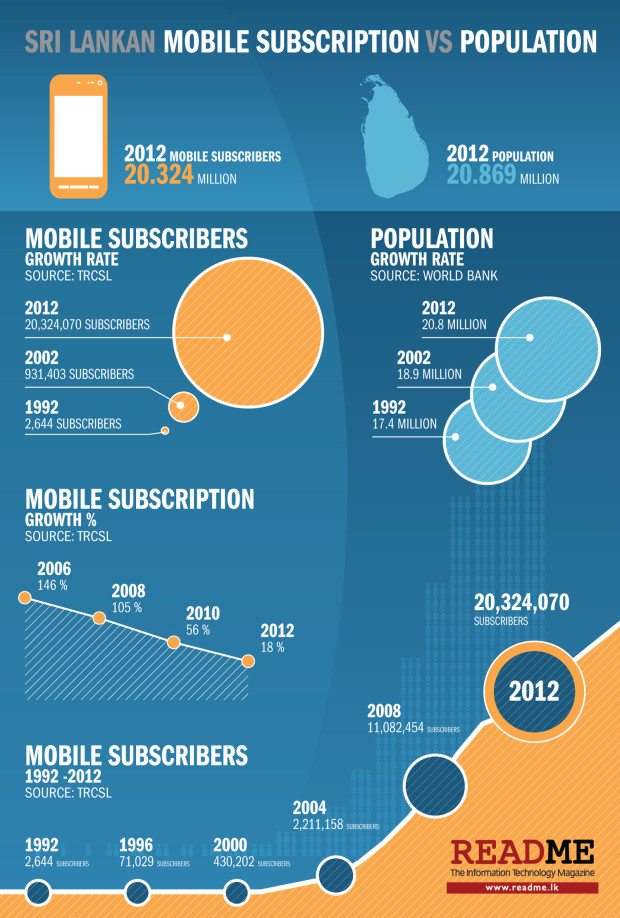 SRI LANKAN MOBILE SUBSCRIPTION VS POPULATION
2012 MOBILE SUBSCRIBERS
20.324 MILLION
2012 POPULATION
20.869 MILLION
MOBILE SUBSCRIBERS
GROWTH RATE
SOURCE: TRCSL
2012
20,324,070 SUBSCRIBERS
2002
931,403 SUBSCRIBERS
1992
2,644 SUBSCRIBERS
POPULATION
GROWTH RATE
SOURCE: WORLD BANK
2012
20.8 MILLION
2002
18.9 MILLION
1992
17.4 MILLION
MOBILE SUBSCRIPTION
GROWTH %
SOURCE: TRCSL
2006
146 %
2008
105 %
2010
56 %
2012
18 %
MOBILE SUBSCRIBERS
1992 -2012
SOURCE: TRCSL
1992
2,644 SUBSCRIBERS
1996
71,029 SUBSCRIBERS
2000
430,202 SUBSCRIBERS
2004
2,211,158 SUBSCRIBERS
2008
11,082,454 SUBSCRIBERS
20,324,070
SUBSCRIBERS
2012
README
The Information Technology Magazine
www.readme.lk